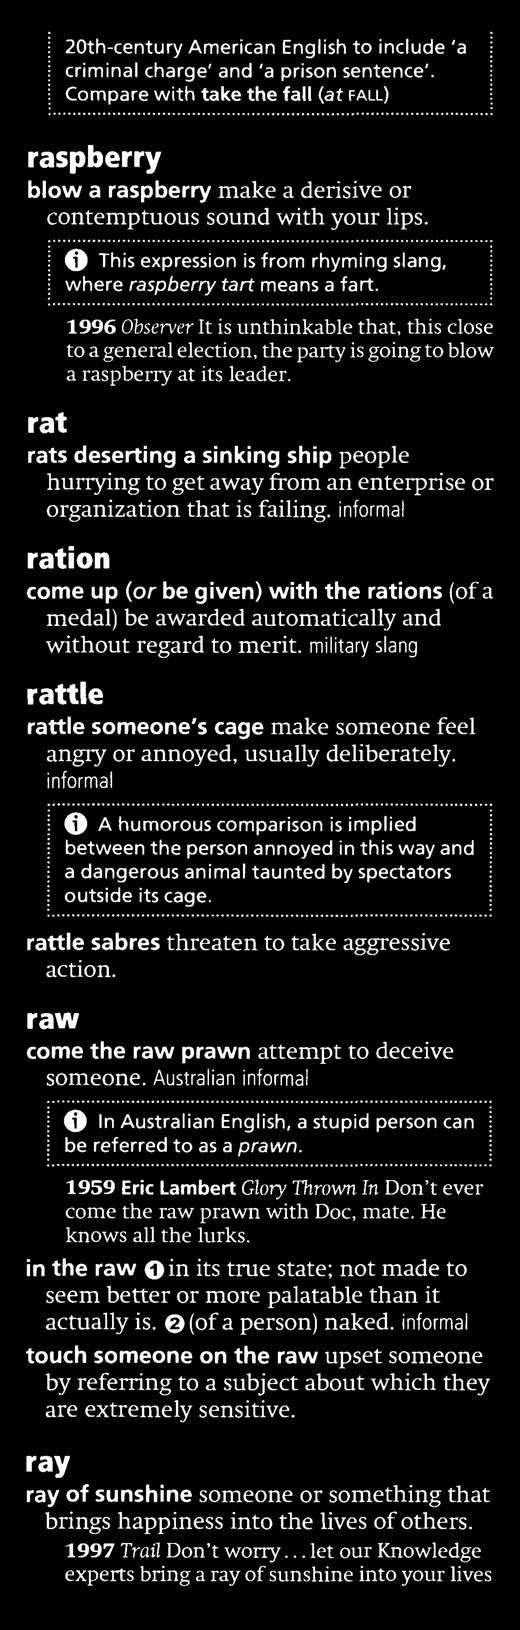 20th-century American English to include ‘a
criminal charge’ and ‘a prison sentence’.
Compare with take the fall (at FALL)
raspberry
blow a raspberry make a derisive or
contemptuous sound with your lips.
ⓘ This expression is from rhyming slang,
where raspberry tart means a fart.
1996 Observer It is unthinkable that, this close
to a general election, the party is going to blow
a raspberry at its leader.
rat
rats deserting a sinking ship people
hurrying to get away from an enterprise or
organization that is failing. informal
ration
come up (or be given) with the rations (of a
medal) be awarded automatically and
without regard to merit. military slang
rattle
rattle someone’s cage make someone feel
angry or annoyed, usually deliberately.
informal
ⓘ A humorous comparison is implied
between the person annoyed in this way and
a dangerous animal taunted by spectators
outside its cage.
rattle sabres threaten to take aggressive
action.
raw
come the raw prawn attempt to deceive
someone. Australian informal
ⓘ In Australian English, a stupid person can
be referred to as a prawn.
1959 Eric Lambert Glory Thrown In Don’t ever
come the raw prawn with Doc, mate. He
knows all the lurks.
in the raw ❶ in its true state; not made to
seem better or more palatable than it
actually is. ❷ (of a person) naked. informal
touch someone on the raw upset someone
by referring to a subject about which they
are extremely sensitive.
ray
ray of sunshine someone or something that
brings happiness into the lives of others.
1997 Trail Don’t worry... let our Knowledge
experts bring a ray of sunshine into your lives